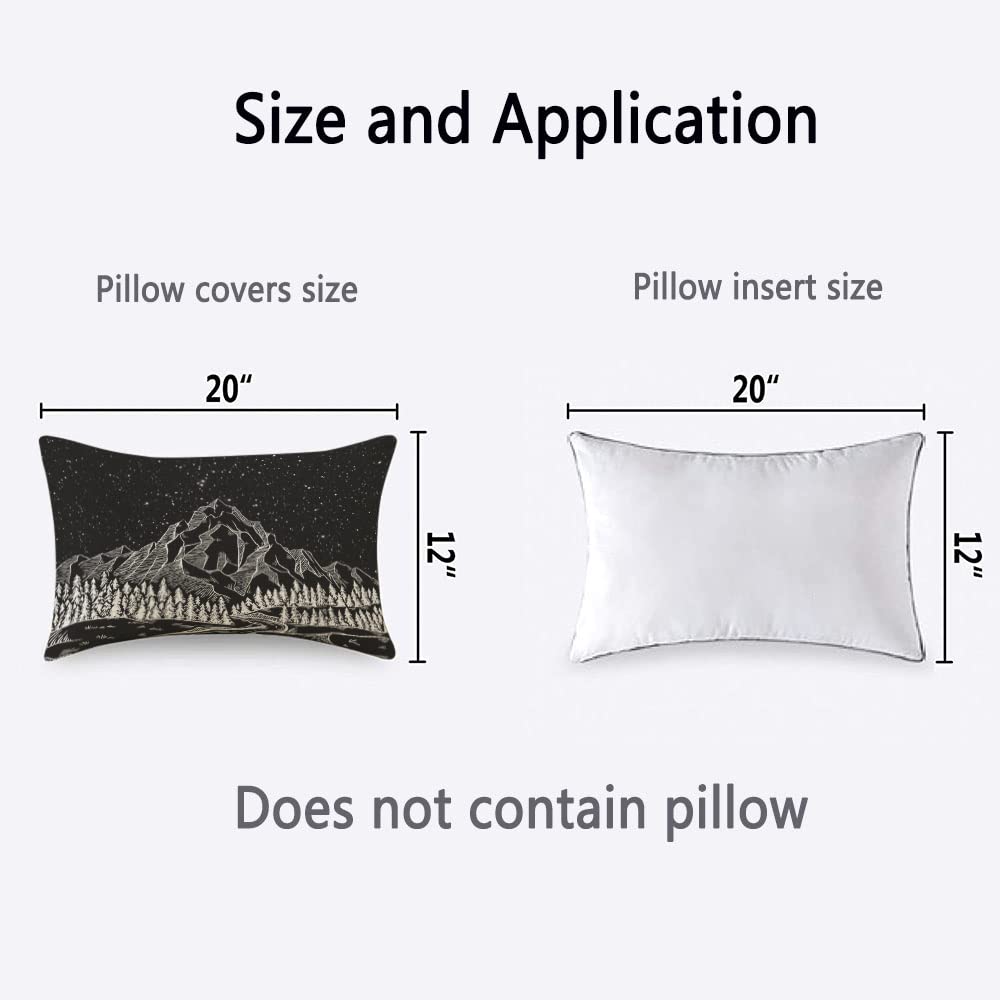 Size and Application
Pillow covers size
Pillow insert size
20“
20“
12“
12“
Does not contain pillow